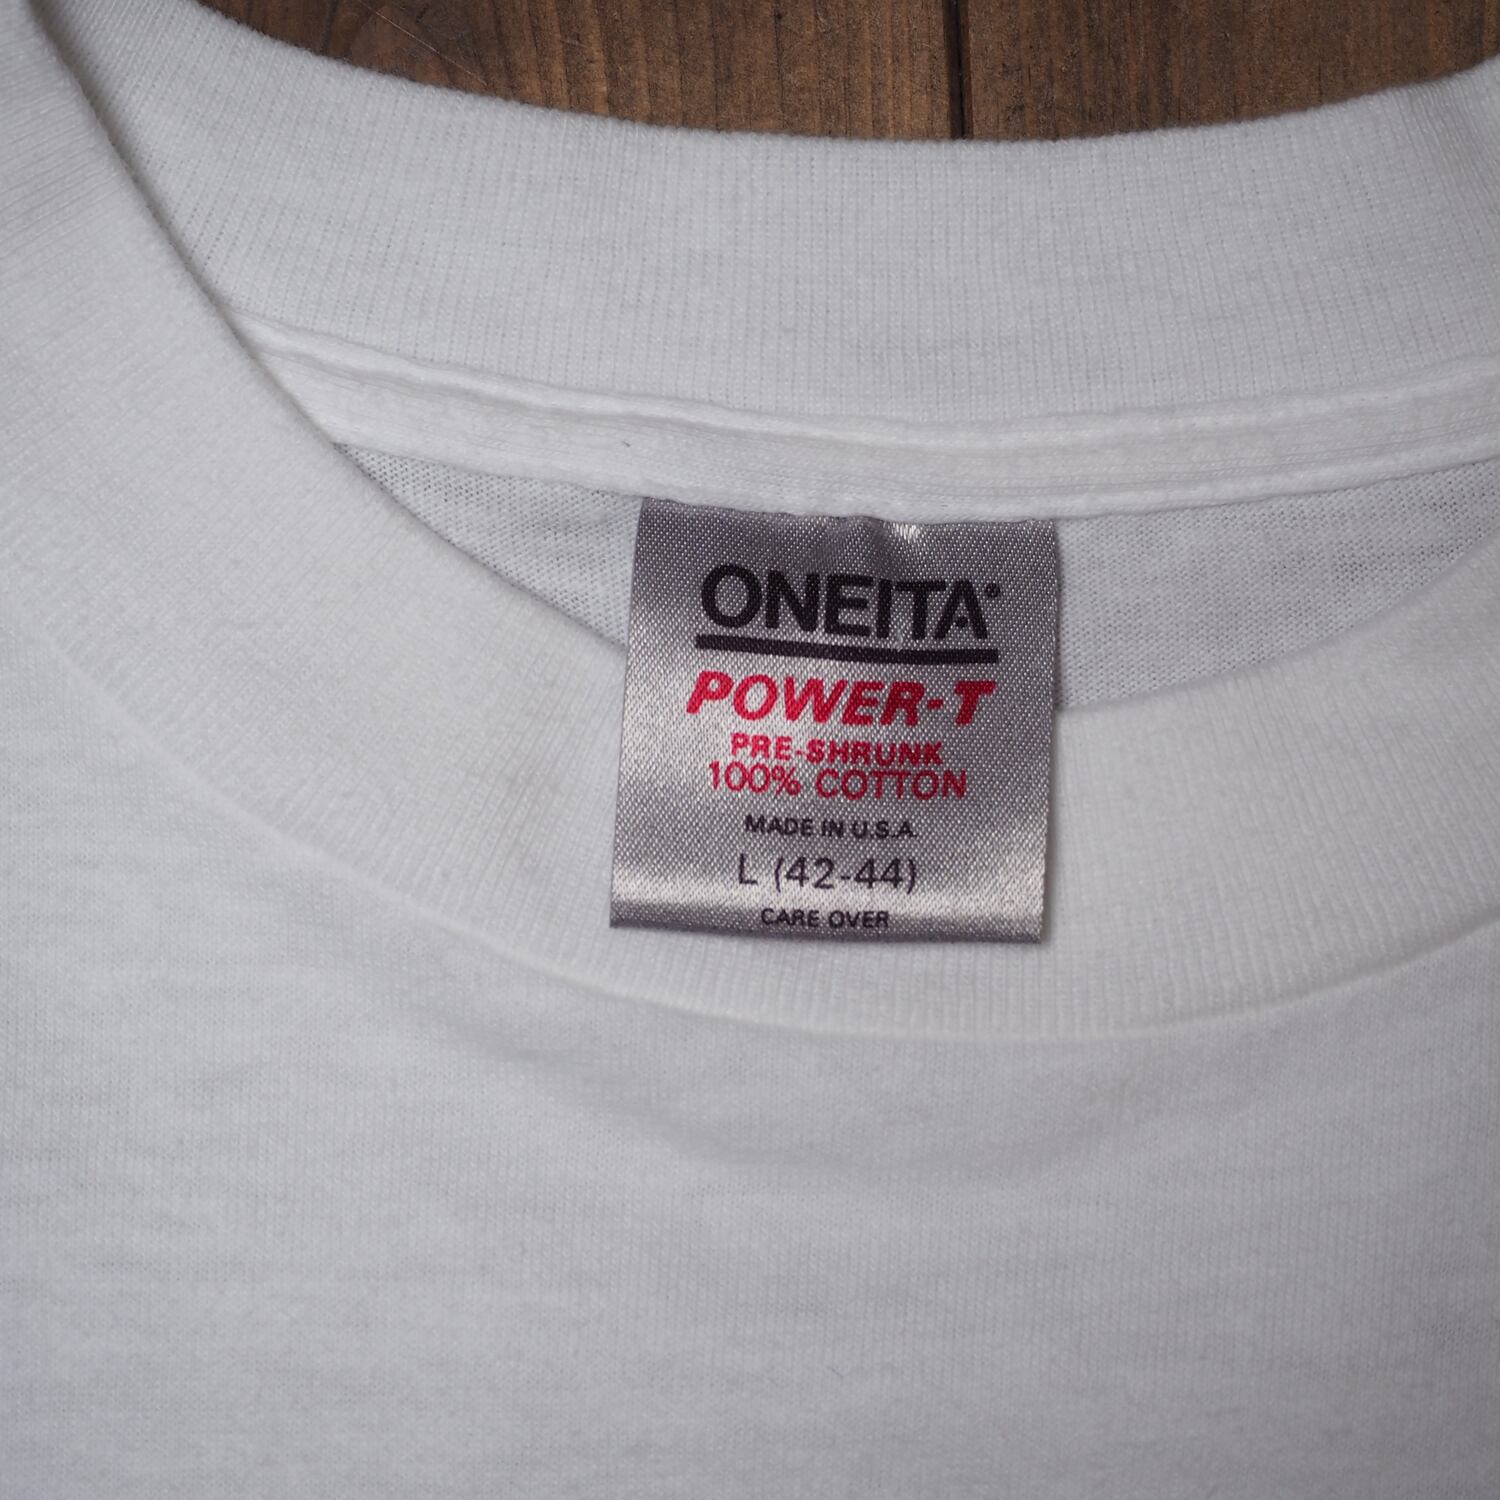 ONEITA®
POWER-T
PRE-SHRUNK
100% COTTON
MADE IN U.S.A.
L (42-44)
CARE OVER